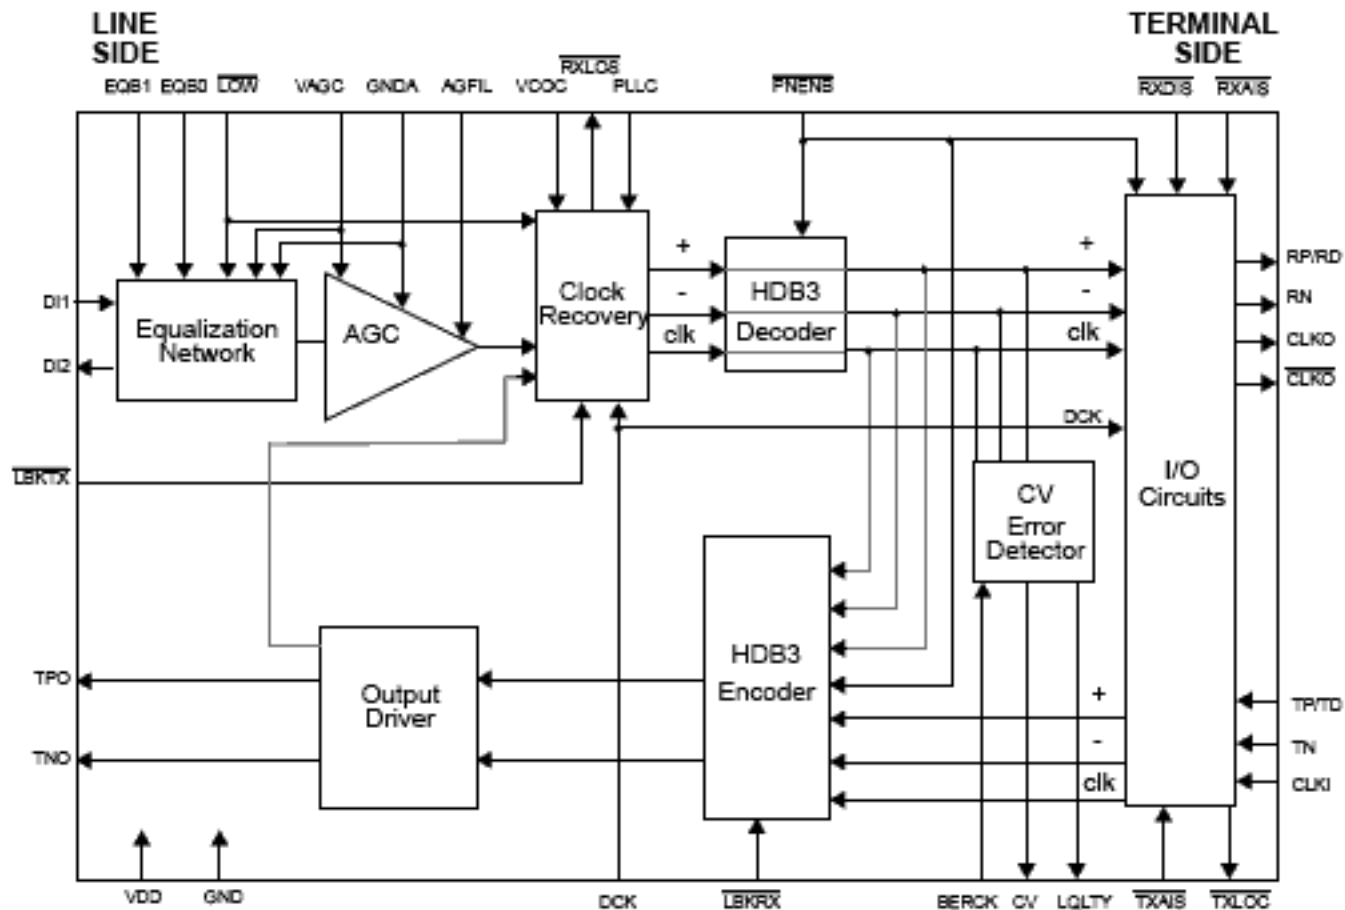 LINE
SIDE
TERMINAL
SIDE
EQB1 EQB0 LOW VAGC GNDA AGFIL VCOC RXLOS PLLC PNENB RXDIS RXAIS
+
-
clk
+
-
clk
RP/RD
RN
CLKO
CLKO
DI1
DI2
Equalization
Network
AGC
Clock
Recovery
HDB3
Decoder
DCK
LBKTX
I/O
Circuits
CV
Error
Detector
HDB3
Encoder
Output
Driver
TPO
TNO
+
-
clk
TP/TD
TN
CLKI
VDD GND DCK LBKRX BERCK CV LQLTY TXAIS TXLOC